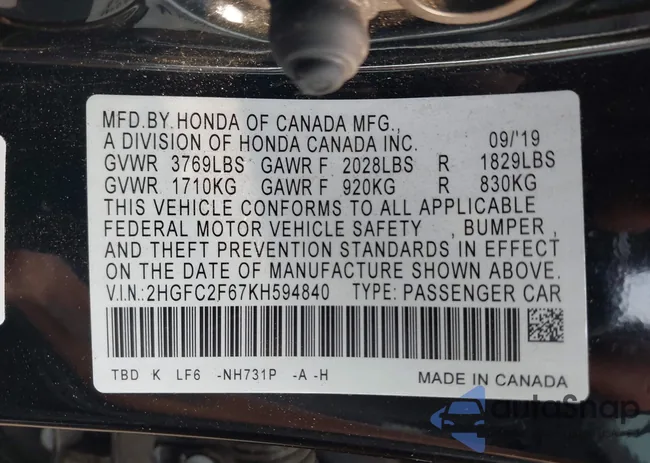 MFD.BY.HONDA OF CANADA MFG.,
A DIVISION OF HONDA CANADA INC. 09/'19
GVWR 3769LBS GAWR F 2028LBS R 1829LBS
GVWR 1710KG GAWR F 920KG R 830KG
THIS VEHICLE CONFORMS TO ALL APPLICABLE
FEDERAL MOTOR VEHICLE SAFETY , BUMPER ,
AND THEFT PREVENTION STANDARDS IN EFFECT
ON THE DATE OF MANUFACTURE SHOWN ABOVE.
V.I.N.:2HGFC2F67KH594840 TYPE: PASSENGER CAR
TBD K LF6 -NH731P -A -H MADE IN CANADA
autoSnap